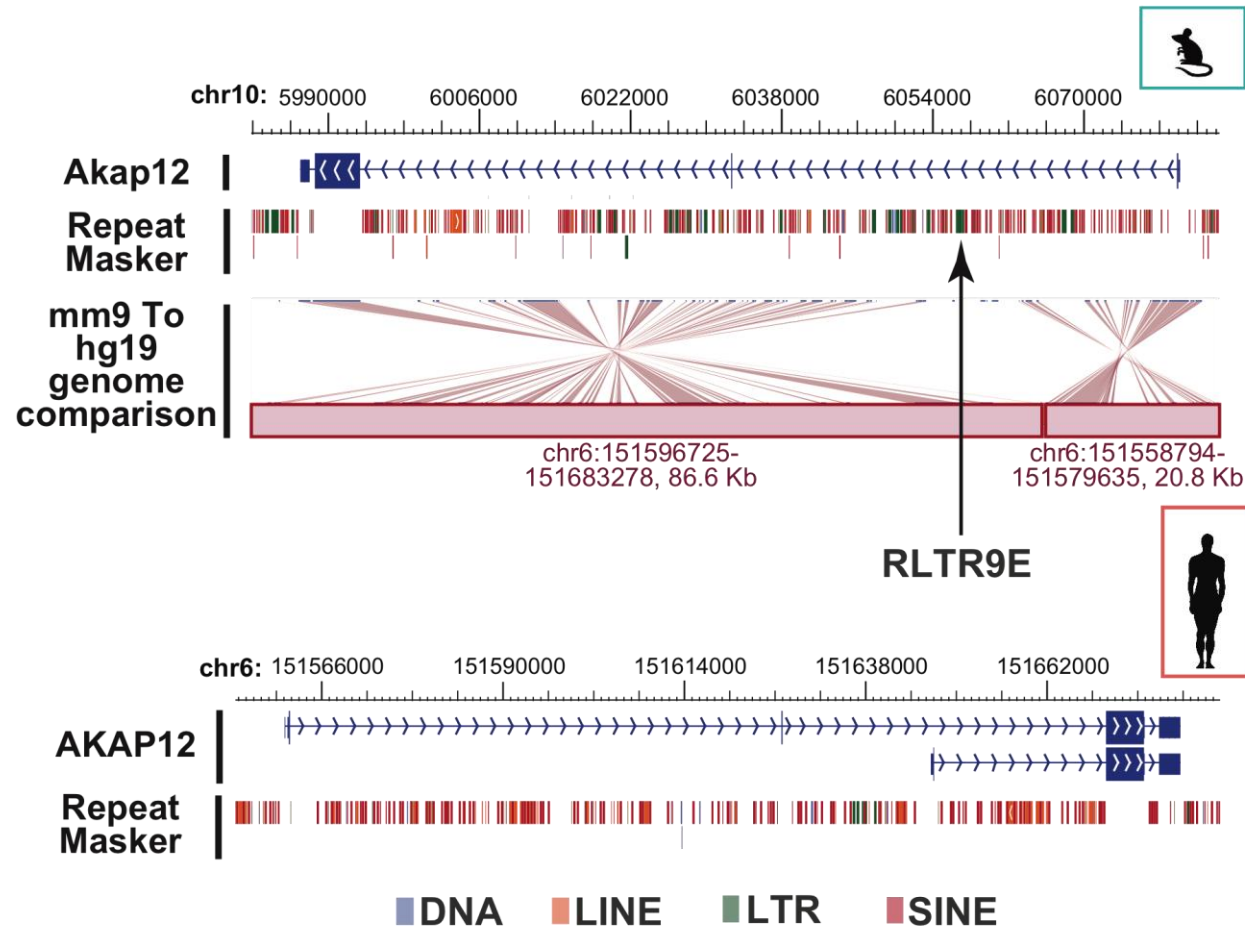 chr10: 5990000 6006000 6022000 6038000 6054000 6070000
Akap12
Repeat
Masker
mm9 To
hg19
genome
comparison
chr6:151596725-
151683278, 86.6 Kb
chr6:151558794-
151579635, 20.8 Kb
RLTR9E
chr6: 151566000 151590000 151614000 151638000 151662000
AKAP12
Repeat
Masker
DNA LINE LTR SINE